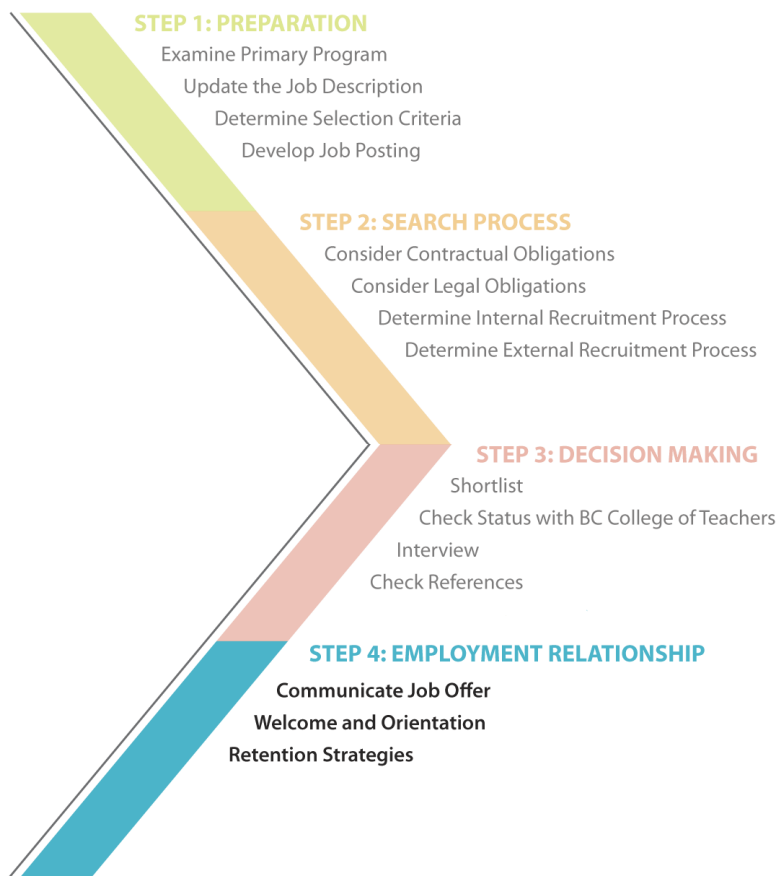 STEP 1: PREPARATION
Examine Primary Program
Update the Job Description
Determine Selection Criteria
Develop Job Posting
STEP 2: SEARCH PROCESS
Consider Contractual Obligations
Consider Legal Obligations
Determine Internal Recruitment Process
Determine External Recruitment Process
STEP 3: DECISION MAKING
Shortlist
Check Status with BC College of Teachers
Interview
Check References
STEP 4: EMPLOYMENT RELATIONSHIP
Communicate Job Offer
Welcome and Orientation
Retention Strategies